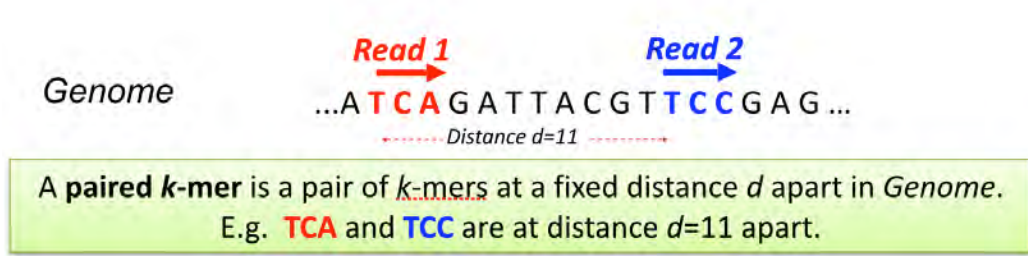 Read 1 Read 2
Genome ...A T C A G A T T A C G T T C C G A G...
Distance d=11
A paired k-mer is a pair of k-mers at a fixed distance d apart in Genome.
E.g. TCA and TCC are at distance d=11 apart.